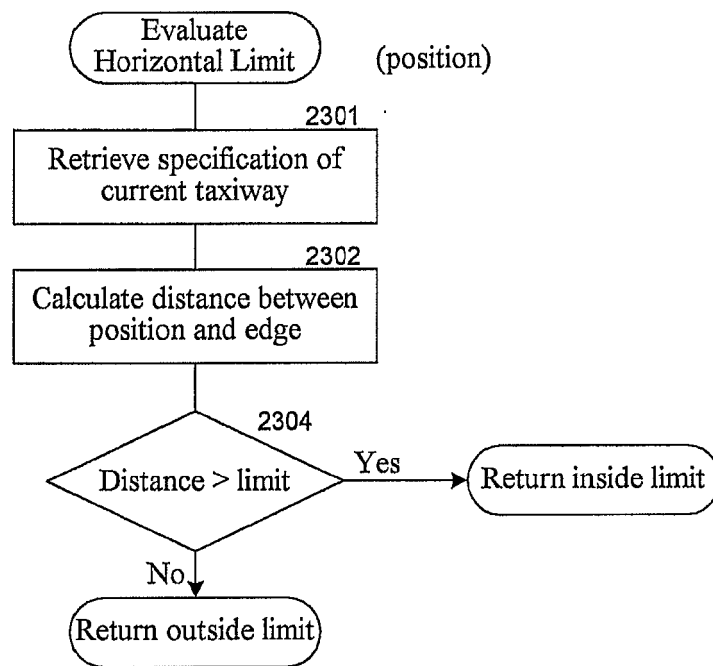 Evaluate
Horizontal Limit
(position)
2301
Retrieve specification of
current taxiway
2302
Calculate distance between
position and edge
2304
Distance > limit
Yes
Return inside limit
No
Return outside limit